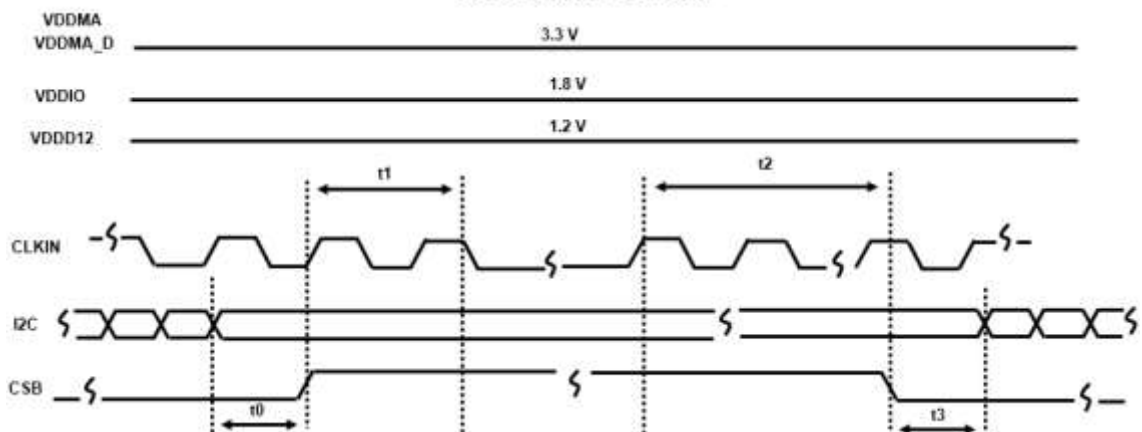 VDDMA
VDDMA_D
3.3 V
VDDIO
1.8 V
VDDD12
1.2 V
t1
t2
CLKIN
I2C
CSB
t0
t3